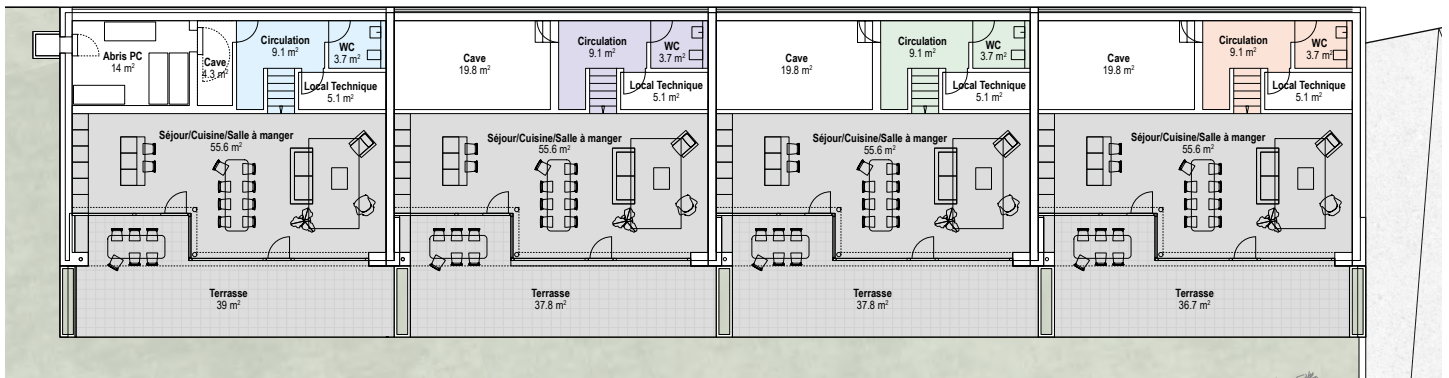 Abris PC
14 m²
Cave
4.3 m²
Circulation
9.1 m²
WC
3.7 m²
Local Technique
5.1 m²
Séjour/Cuisine/Salle à manger
55.6 m²
Terrasse
39 m²
Cave
19.8 m²
Circulation
9.1 m²
WC
3.7 m²
Local Technique
5.1 m²
Séjour/Cuisine/Salle à manger
55.6 m²
Terrasse
37.8 m²
Cave
19.8 m²
Circulation
9.1 m²
WC
3.7 m²
Local Technique
5.1 m²
Séjour/Cuisine/Salle à manger
55.6 m²
Terrasse
37.8 m²
Cave
19.8 m²
Circulation
9.1 m²
WC
3.7 m²
Local Technique
5.1 m²
Séjour/Cuisine/Salle à manger
55.6 m²
Terrasse
36.7 m²